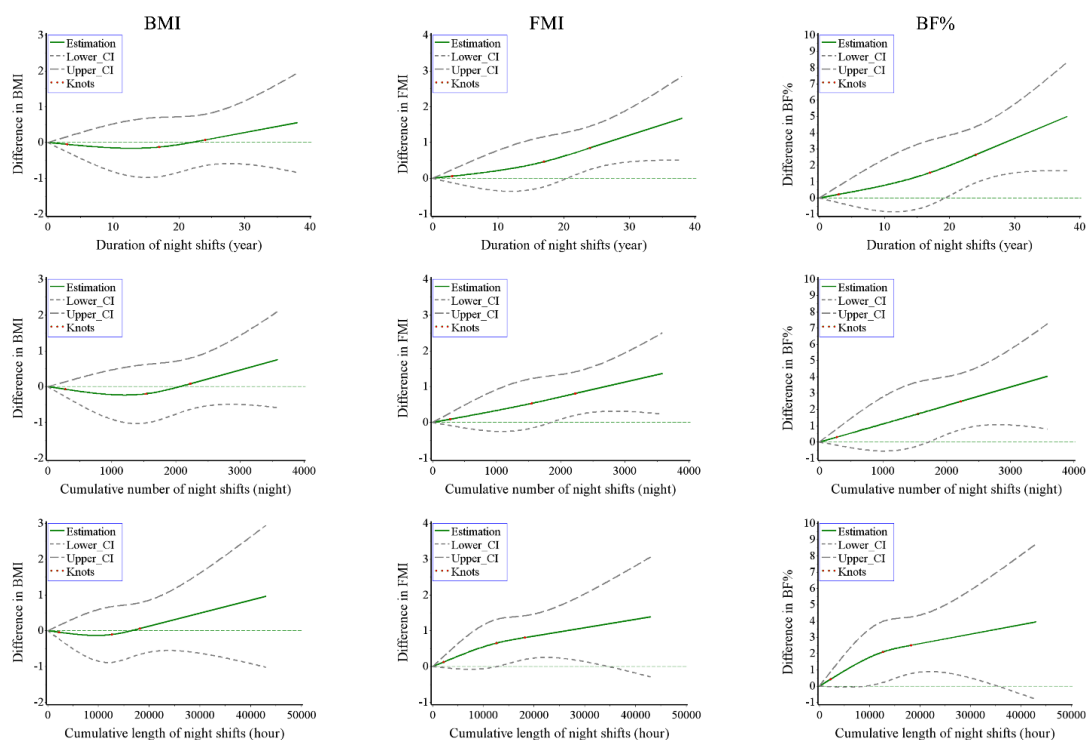 BMI
FMI
BF%
Difference in BMI
3
2
1
0
-1
-2
Estimation
Lower_CI
Upper_CI
Knots
0 10 20 30 40
Duration of night shifts (year)
Difference in FMI
4
3
2
1
0
-1
Estimation
Lower_CI
Upper_CI
Knots
0 10 20 30 40
Duration of night shifts (year)
Difference in BF%
10
9
8
7
6
5
4
3
2
1
0
-1
Estimation
Lower_CI
Upper_CI
Knots
0 10 20 30 40
Duration of night shifts (year)
Difference in BMI
3
2
1
0
-1
-2
Estimation
Lower_CI
Upper_CI
Knots
0 1000 2000 3000 4000
Cumulative number of night shifts (night)
Difference in FMI
4
3
2
1
0
-1
Estimation
Lower_CI
Upper_CI
Knots
0 1000 2000 3000 4000
Cumulative number of night shifts (night)
Difference in BF%
10
9
8
7
6
5
4
3
2
1
0
-1
Estimation
Lower_CI
Upper_CI
Knots
0 1000 2000 3000 4000
Cumulative number of night shifts (night)
Difference in BMI
3
2
1
0
-1
-2
Estimation
Lower_CI
Upper_CI
Knots
0 10000 20000 30000 40000 50000
Cumulative length of night shifts (hour)
Difference in FMI
4
3
2
1
0
-1
Estimation
Lower_CI
Upper_CI
Knots
0 10000 20000 30000 40000 50000
Cumulative length of night shifts (hour)
Difference in BF%
10
9
8
7
6
5
4
3
2
1
0
-1
Estimation
Lower_CI
Upper_CI
Knots
0 10000 20000 30000 40000 50000
Cumulative length of night shifts (hour)